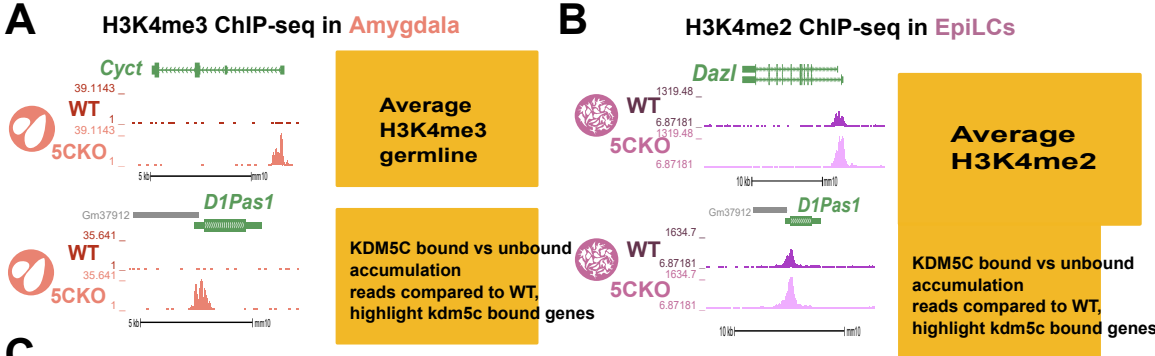 A
H3K4me3 ChIP-seq in Amygdala
Cyct
39.1143
WT
1
39.1143
5CKO
1
5 kb
mm10
Average
H3K4me3
germline
D1Pas1
Gm37912
35.641
WT
1
35.641
5CKO
1
5 kb
mm10
KDM5C bound vs unbound
accumulation
reads compared to WT,
highlight kdm5c bound genes
B
H3K4me2 ChIP-seq in EpiLCs
Dazl
1319.48
WT
6.87181
1319.48
5CKO
6.87181
10 kb
mm10
Average
H3K4me2
D1Pas1
Gm37912
1634.7
WT
6.87181
1634.7
5CKO
6.87181
10 kb
mm10
KDM5C bound vs unbound
accumulation
reads compared to WT,
highlight kdm5c bound genes
C